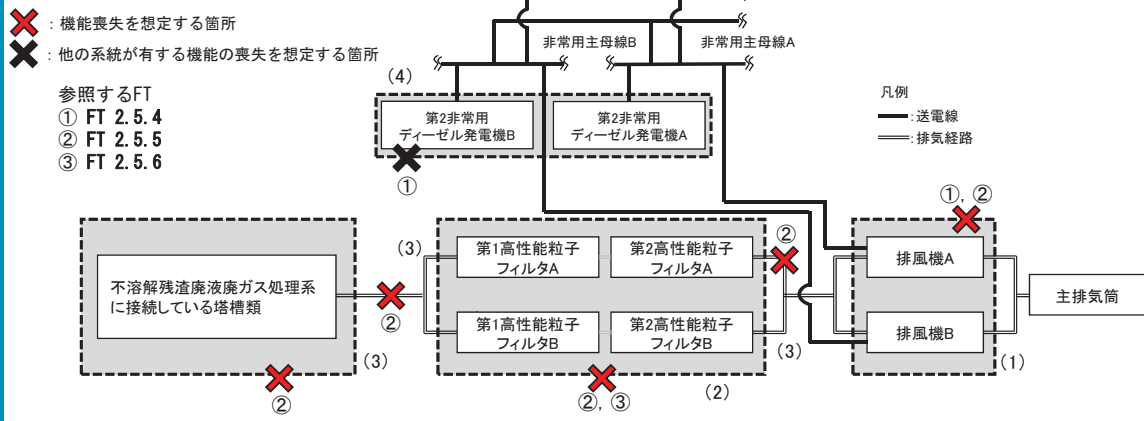 ：機能喪失を想定する箇所
：他の系統が有する機能の喪失を想定する箇所
参照するFT
① FT 2.5.4
② FT 2.5.5
③ FT 2.5.6
非常用主母線B
非常用主母線A
(4)
第2非常用
ディーゼル発電機B
第2非常用
ディーゼル発電機A
①
凡例
：送電線
：排気経路
①, ②
不溶解残渣廃液廃ガス処理系
に接続している塔槽類
②
(3)
②
(3)
第1高性能粒子
フィルタA
第2高性能粒子
フィルタA
第1高性能粒子
フィルタB
第2高性能粒子
フィルタB
②
(3)
②, ③
(2)
排風機A
排風機B
(1)
主排気筒